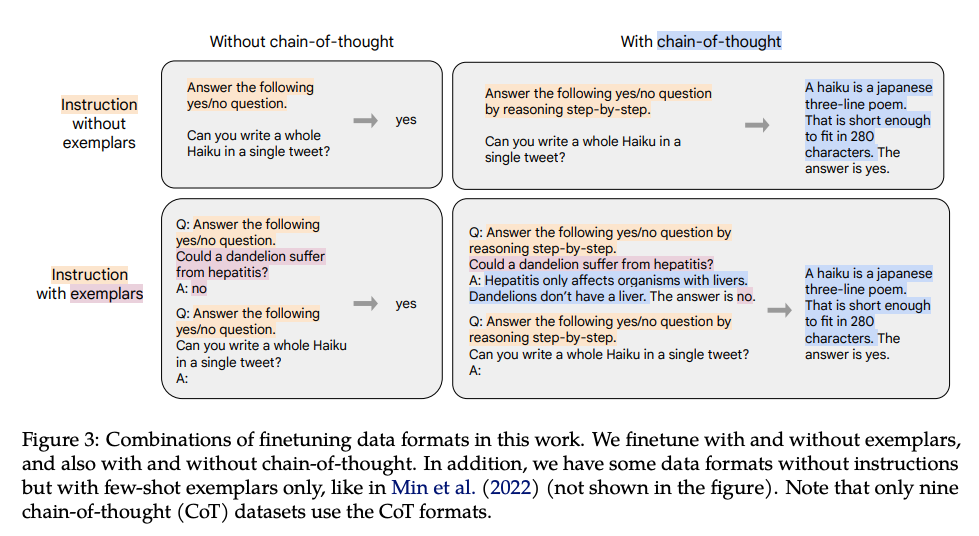 Without chain-of-thought
With chain-of-thought
Instruction
without
exemplars
Answer the following
yes/no question.
Can you write a whole
Haiku in a single tweet?
yes
Answer the following yes/no question
by reasoning step-by-step.
Can you write a whole Haiku in a
single tweet?
A haiku is a japanese
three-line poem.
That is short enough
to fit in 280
characters. The
answer is yes.
Instruction
with exemplars
Q: Answer the following
yes/no question.
Could a dandelion suffer
from hepatitis?
A: no
Q: Answer the following
yes/no question.
Can you write a whole Haiku
in a single tweet?
A:
yes
Q: Answer the following yes/no question by
reasoning step-by-step.
Could a dandelion suffer from hepatitis?
A: Hepatitis only affects organisms with livers.
Dandelions don't have a liver. The answer is no.
Q: Answer the following yes/no question by
reasoning step-by-step.
Can you write a whole Haiku in a single tweet?
A:
A haiku is a japanese
three-line poem.
That is short enough
to fit in 280
characters. The
answer is yes.
Figure 3: Combinations of finetuning data formats in this work. We finetune with and without exemplars,
and also with and without chain-of-thought. In addition, we have some data formats without instructions
but with few-shot exemplars only, like in Min et al. (2022) (not shown in the figure). Note that only nine
chain-of-thought (CoT) datasets use the CoT formats.